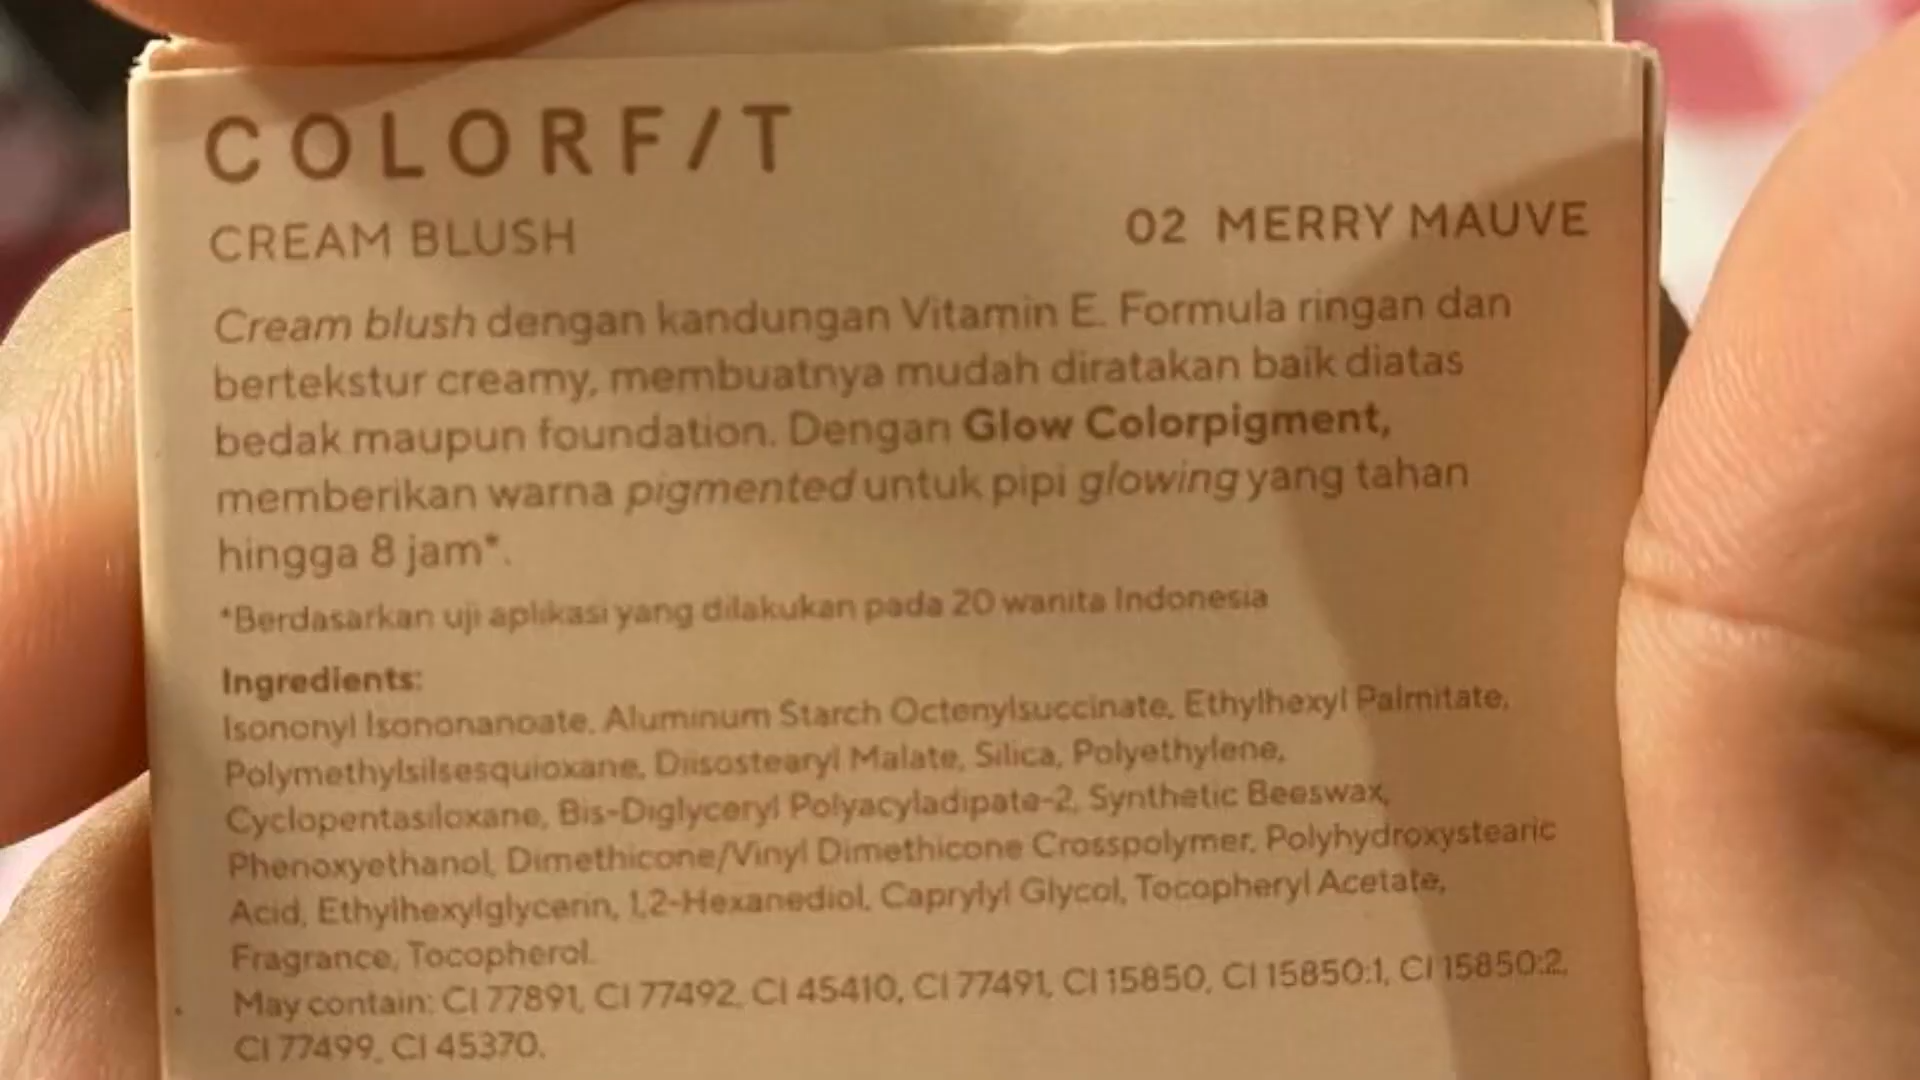 COLORF/T
CREAM BLUSH
02 MERRY MAUVE
Cream blush dengan kandungan Vitamin E. Formula ringan dan
bertekstur creamy, membuatnya mudah diratakan baik diatas
bedak maupun foundation. Dengan Glow Colorpigment,
memberikan warna pigmented untuk pipi glowing yang tahan
hingga 8 jam*.
*Berdasarkan uji aplikasi yang dilakukan pada 20 wanita Indonesia
Ingredients:
Isononyl Isononanoate, Aluminum Starch Octenylsuccinate, Ethylhexyl Palmitate,
Polymethylsilsesquioxane, Diisostearyl Malate, Silica, Polyethylene,
Cyclopentasiloxane, Bis-Diglyceryl Polyacyladipate-2, Synthetic Beeswax,
Phenoxyethanol, Dimethicone/Vinyl Dimethicone Crosspolymer, Polyhydroxystearic
Acid, Ethylhexylglycerin, 1,2-Hexanediol, Caprylyl Glycol, Tocopheryl Acetate,
Fragrance, Tocopherol.
May contain: CI 77891, CI 77492, CI 45410, CI 77491, CI 15850, CI 15850:1, CI 15850:2,
CI 77499, CI 45370.